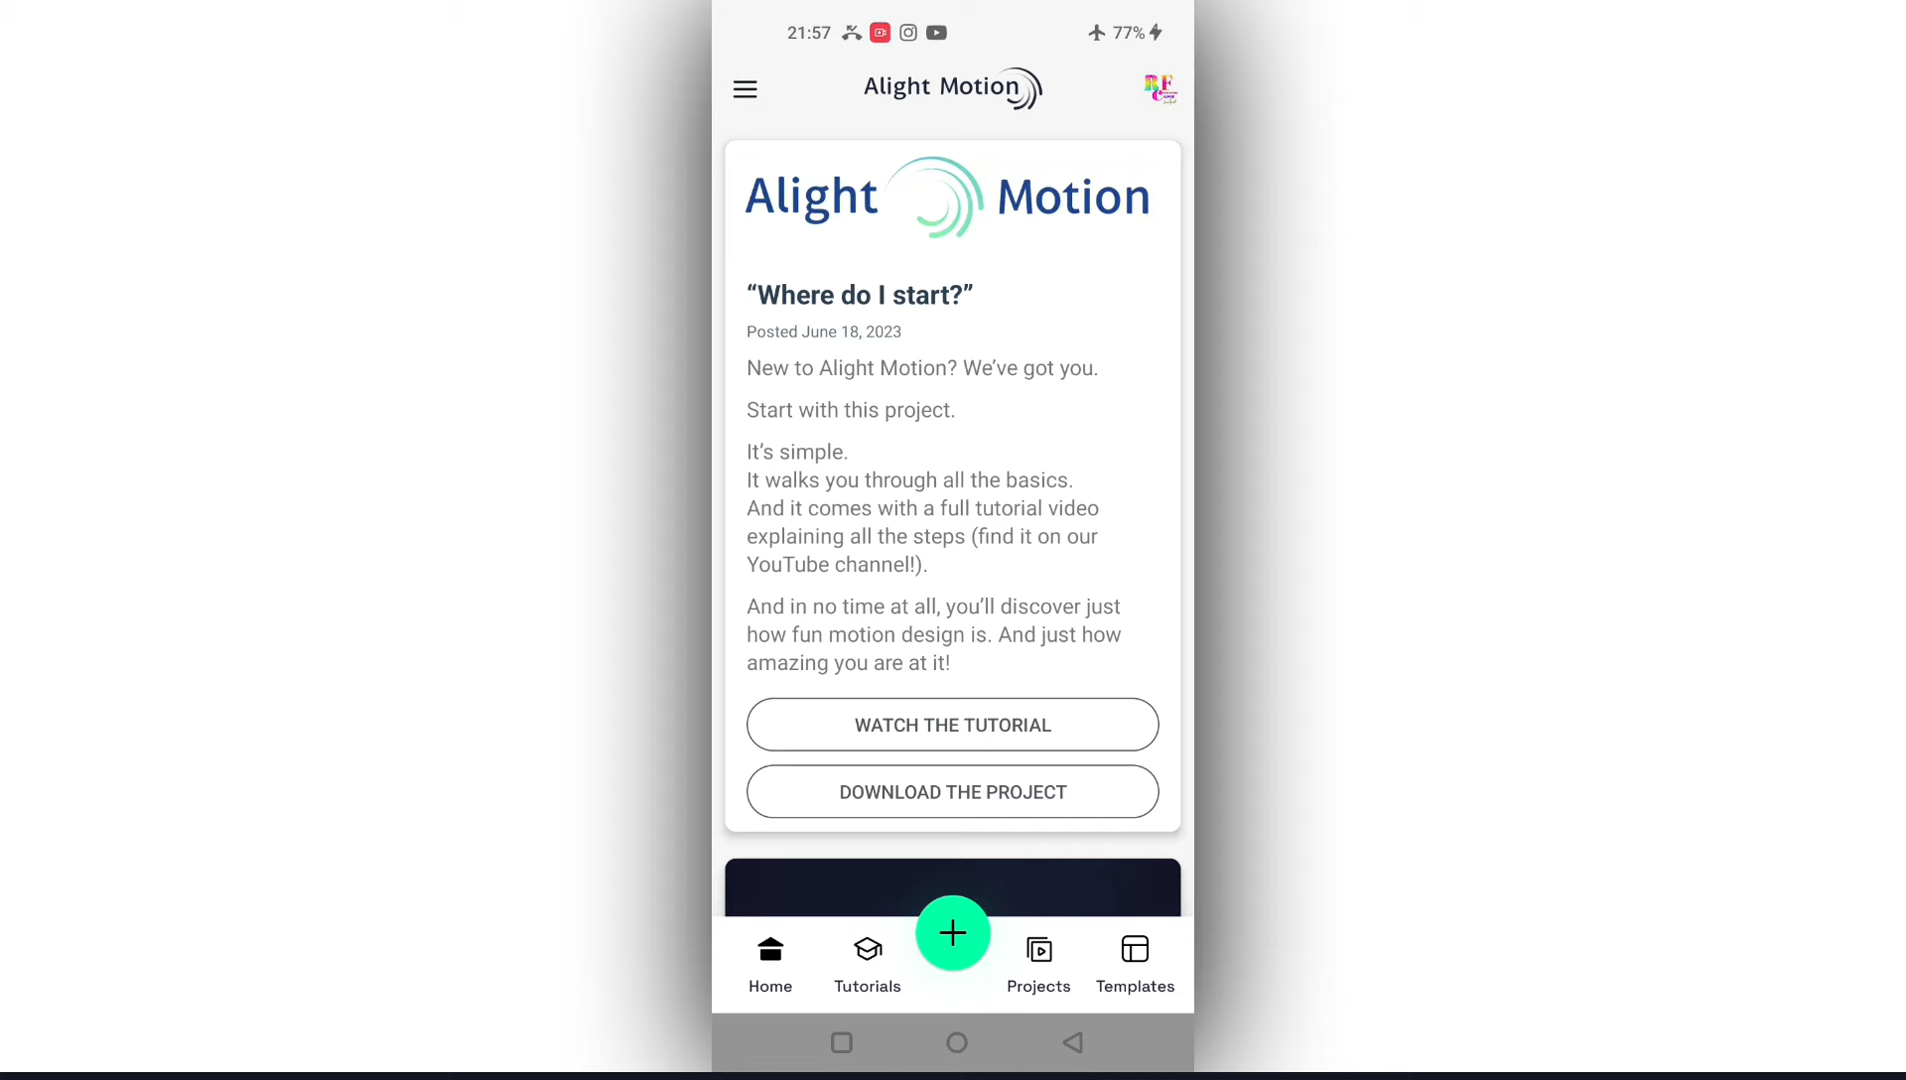 21:57
77%
Alight Motion
Alight Motion
“Where do I start?”
Posted June 18, 2023
New to Alight Motion? We’ve got you.
Start with this project.
It’s simple.
It walks you through all the basics.
And it comes with a full tutorial video
explaining all the steps (find it on our
YouTube channel!).
And in no time at all, you’ll discover just
how fun motion design is. And just how
amazing you are at it!
WATCH THE TUTORIAL
DOWNLOAD THE PROJECT
Home
Tutorials
Projects
Templates